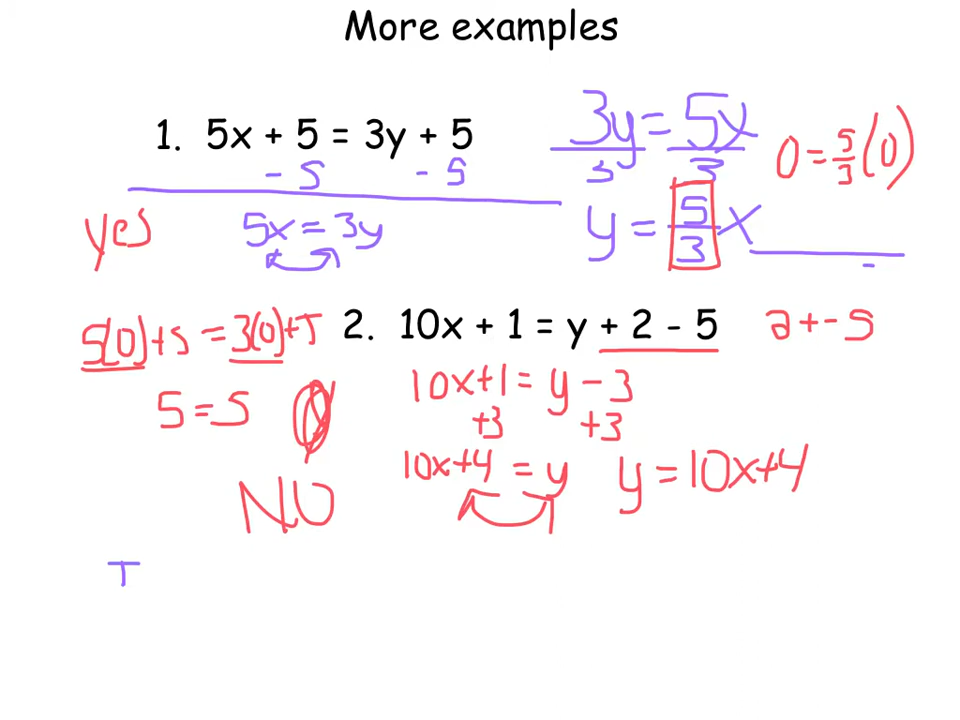 More examples
1. 5x + 5 = 3y + 5
- 5 - 5
yes 5x = 3y
3y = 5x
3 3
y = 5/3 x
0 = 5/3 (0)
5(0)+5 = 3(0)+5
5 = 5
NO
2. 10x + 1 = y + 2 - 5
2 + - 5
10x+1 = y - 3
+3 +3
10x+4 = y
y = 10x+4